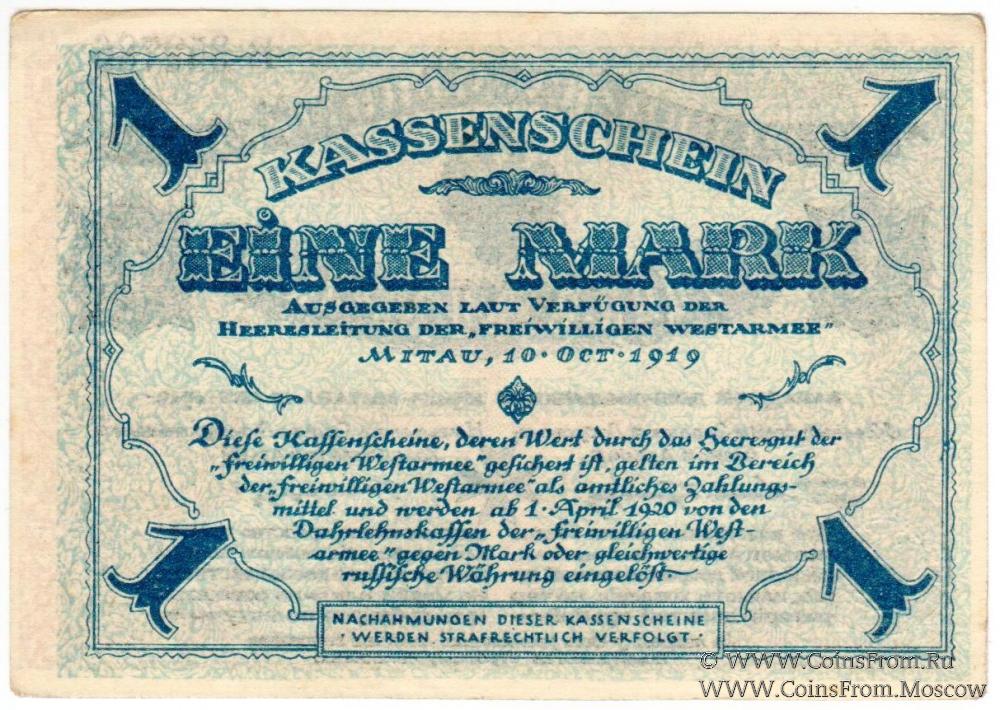 1 1
KASSENSCHEIN
EINE MARK
AUSGEGEBEN LAUT VERFÜGUNG DER
HEERESLEITUNG DER „FREIWILLIGEN WESTARMEE"
MITAU, 10·OCT·1919
Diese Kassenscheine, deren Wert durch das Heeresgut der
„Freiwilligen Westarmee" gesichert ist, gelten im Bereich
der „Freiwilligen Westarmee" als amtliches Zahlungs-
mittel und werden ab 1·April 1920 von den
Dahrlehnskassen der „Freiwilligen West-
armee" gegen Mark oder gleichwertige
russische Währung eingelöst·
1 1
NACHAHMUNGEN DIESER KASSENSCHEINE
·WERDEN STRAFRECHTLICH VERFOLGT·
© WWW.COINSFROM.RU
WWW.COINSFROM.MOSCOW